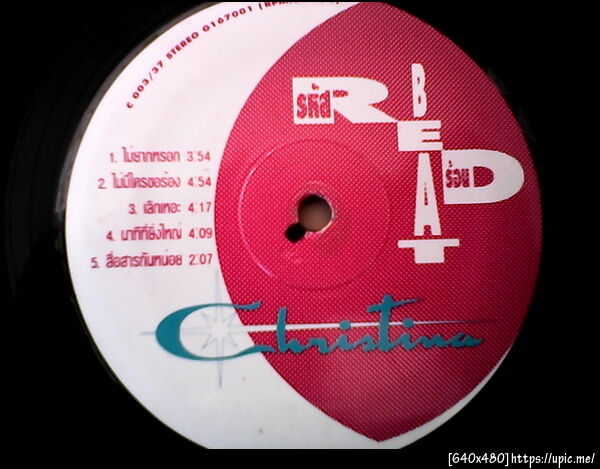 C 003/37 STEREO G167001
1. ไม่ยากหรอก 3:54
2. ไม่มีใครขอร้อง 4:54
3. เลิกเหอะ 4:17
4. นาทีที่ยิ่งใหญ่ 4:09
5. สื่อสารกันหน่อย 2:07
รหัส
RED
BEAT
ร้อน
Christina
[640x480]https://upic.me/